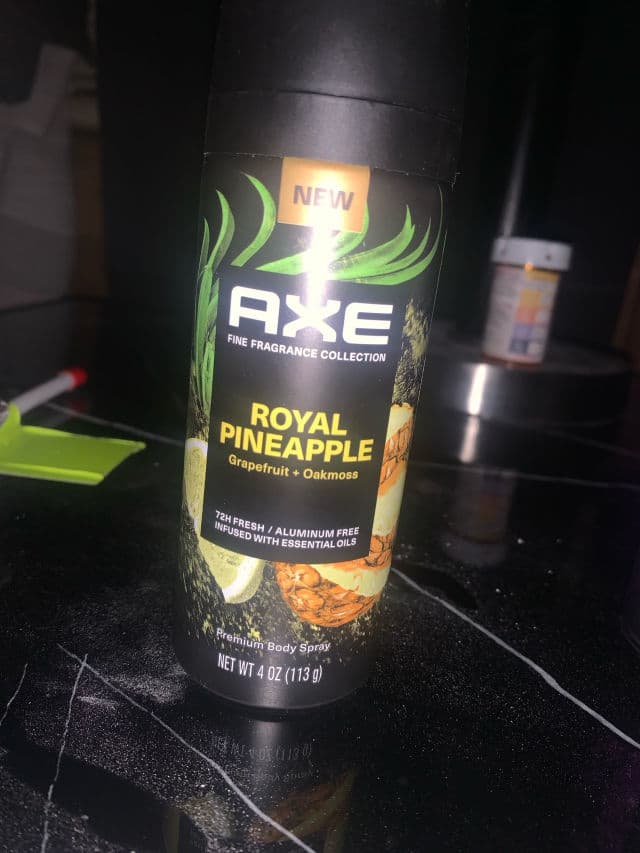 NEW
AXE
FINE FRAGRANCE COLLECTION
ROYAL
PINEAPPLE
Grapefruit + Oakmoss
72H FRESH / ALUMINUM FREE
INFUSED WITH ESSENTIAL OILS
Premium Body Spray
NET WT 4 OZ (113 g)